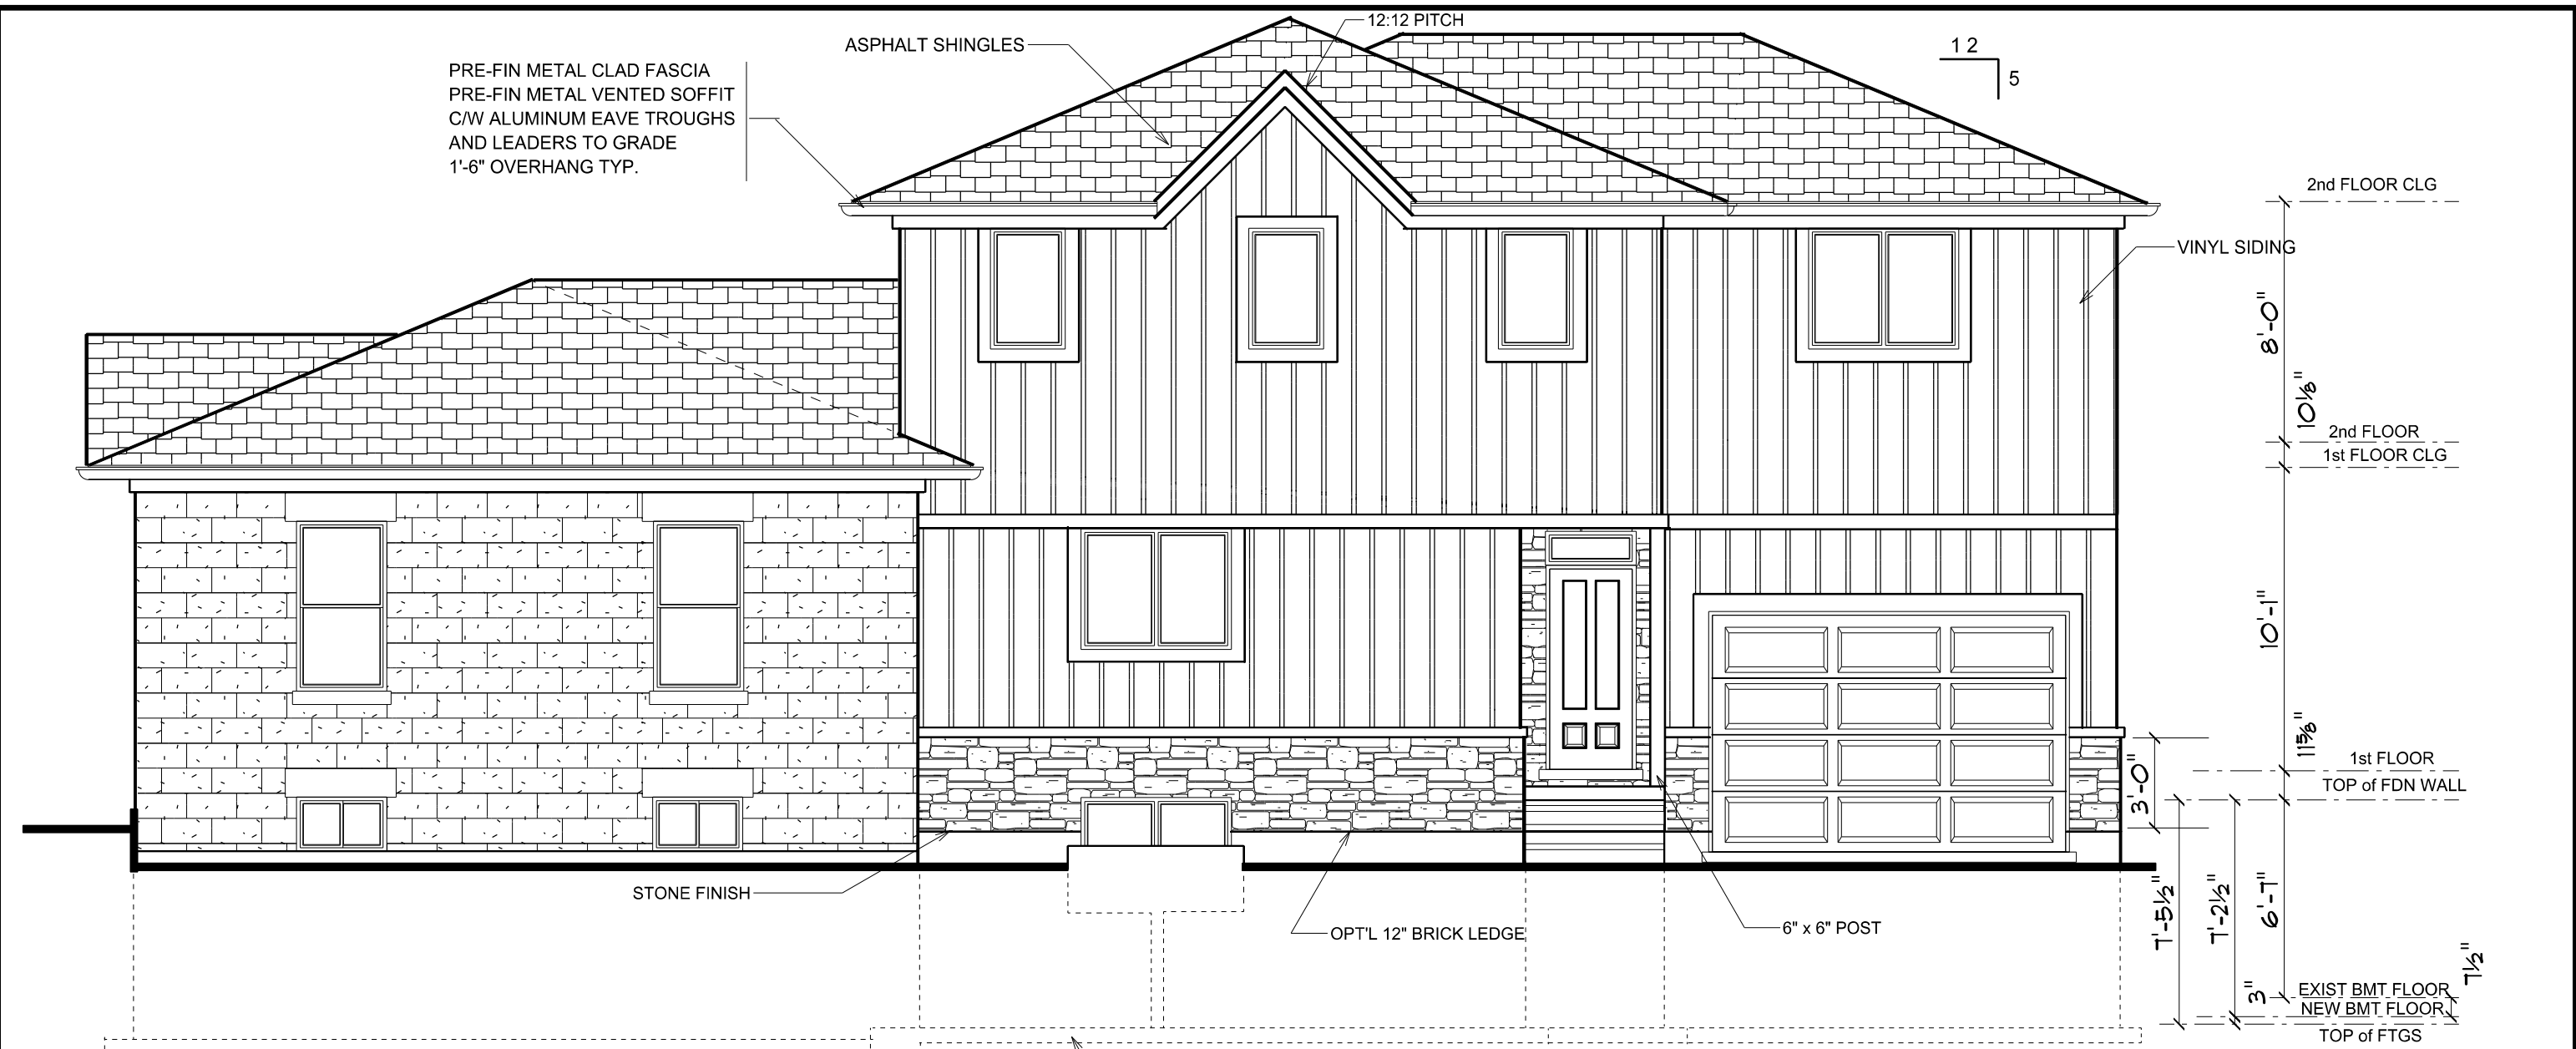 12:12 PITCH
ASPHALT SHINGLES
12
5
PRE-FIN METAL CLAD FASCIA
PRE-FIN METAL VENTED SOFFIT
C/W ALUMINUM EAVE TROUGHS
AND LEADERS TO GRADE
1'-6" OVERHANG TYP.
2nd FLOOR CLG
VINYL SIDING
8'-0"
10⅛"
2nd FLOOR
1st FLOOR CLG
10'-1"
11⅝"
1st FLOOR
TOP of FDN WALL
3'-0"
STONE FINISH
OPT'L 12" BRICK LEDGE
6" x 6" POST
7'-5½"
7'-2½"
6'-7"
7½"
3"
EXIST BMT FLOOR
NEW BMT FLOOR
TOP of FTGS